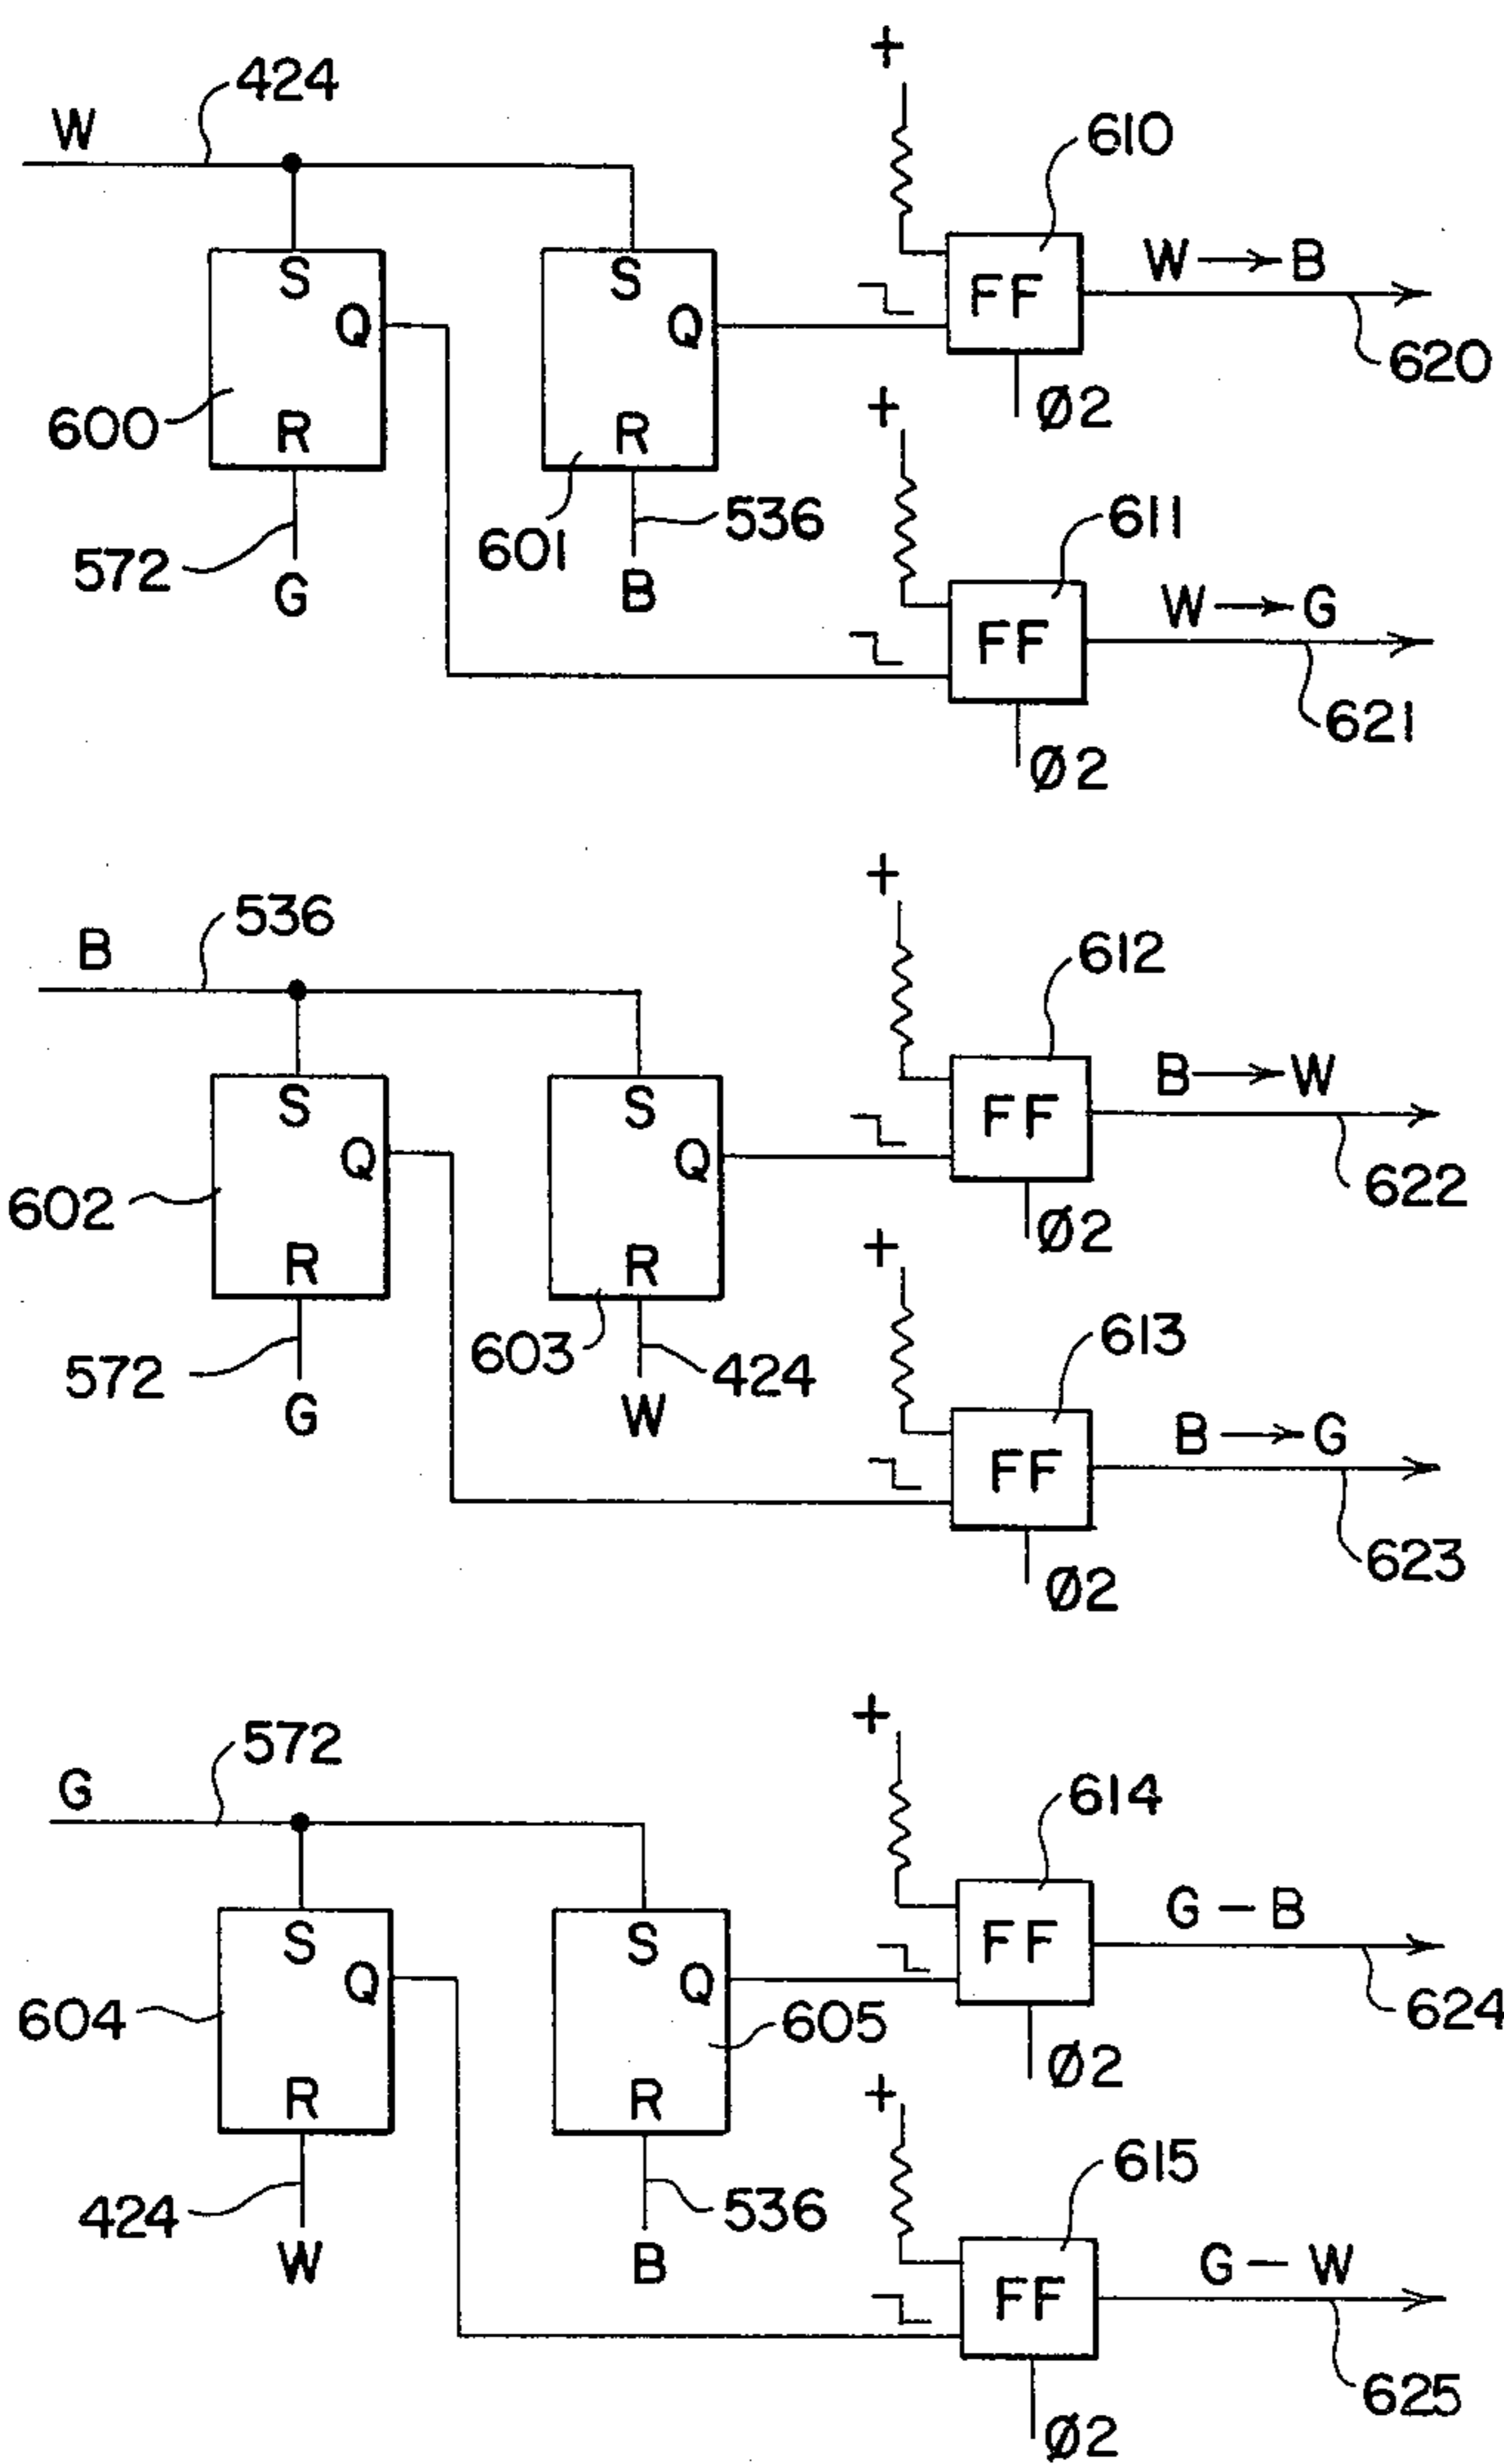 +
424
W
610
S
S
FF
W → B
Q
Q
620
Ø2
600
R
R
+
611
572
601
536
G
B
FF
W → G
621
Ø2
+
536
B
612
S
S
FF
B → W
Q
Q
622
602
Ø2
R
R
+
603
613
572
424
G
W
FF
B → G
623
Ø2
+
572
G
614
S
S
FF
G – B
Q
Q
604
605
624
Ø2
R
R
+
615
424
536
W
B
FF
G – W
625
Ø2